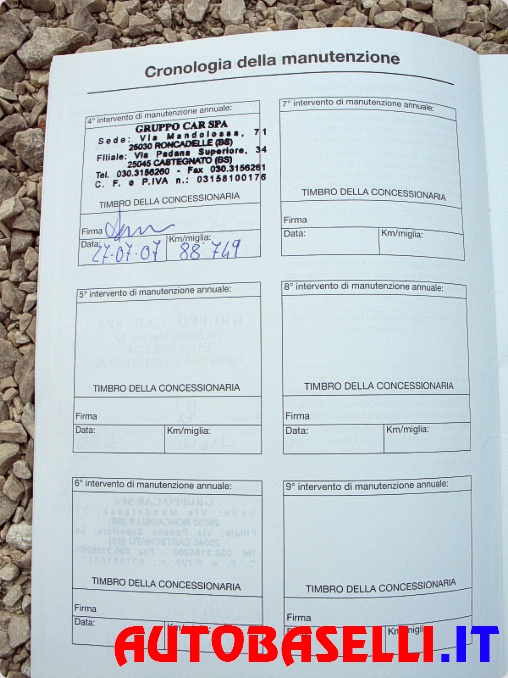 Cronologia della manutenzione
4° intervento di manutenzione annuale:
GRUPPO CAR SPA
Sede: Via Mandolossa, 71
25030 RONCADELLE (BS)
Filiale: Via Padana Superiore, 34
25045 CASTEGNATO (BS)
Tel. 030.3156260 - Fax 030.3156261
C. F. e P.IVA n.: 03158100176
TIMBRO DELLA CONCESSIONARIA
Firma
Data: Km/miglia:
27-07-07 88 749
5° intervento di manutenzione annuale:
TIMBRO DELLA CONCESSIONARIA
Firma
Data: Km/miglia:
6° intervento di manutenzione annuale:
TIMBRO DELLA CONCESSIONARIA
Firma
Data:
7° intervento di manutenzione annuale:
TIMBRO DELLA CONCESSIONARIA
Firma
Data: Km/miglia:
8° intervento di manutenzione annuale:
TIMBRO DELLA CONCESSIONARIA
Firma
Data: Km/miglia:
9° intervento di manutenzione annuale:
TIMBRO DELLA CONCESSIONARIA
Firma
AUTOBASELLI.IT